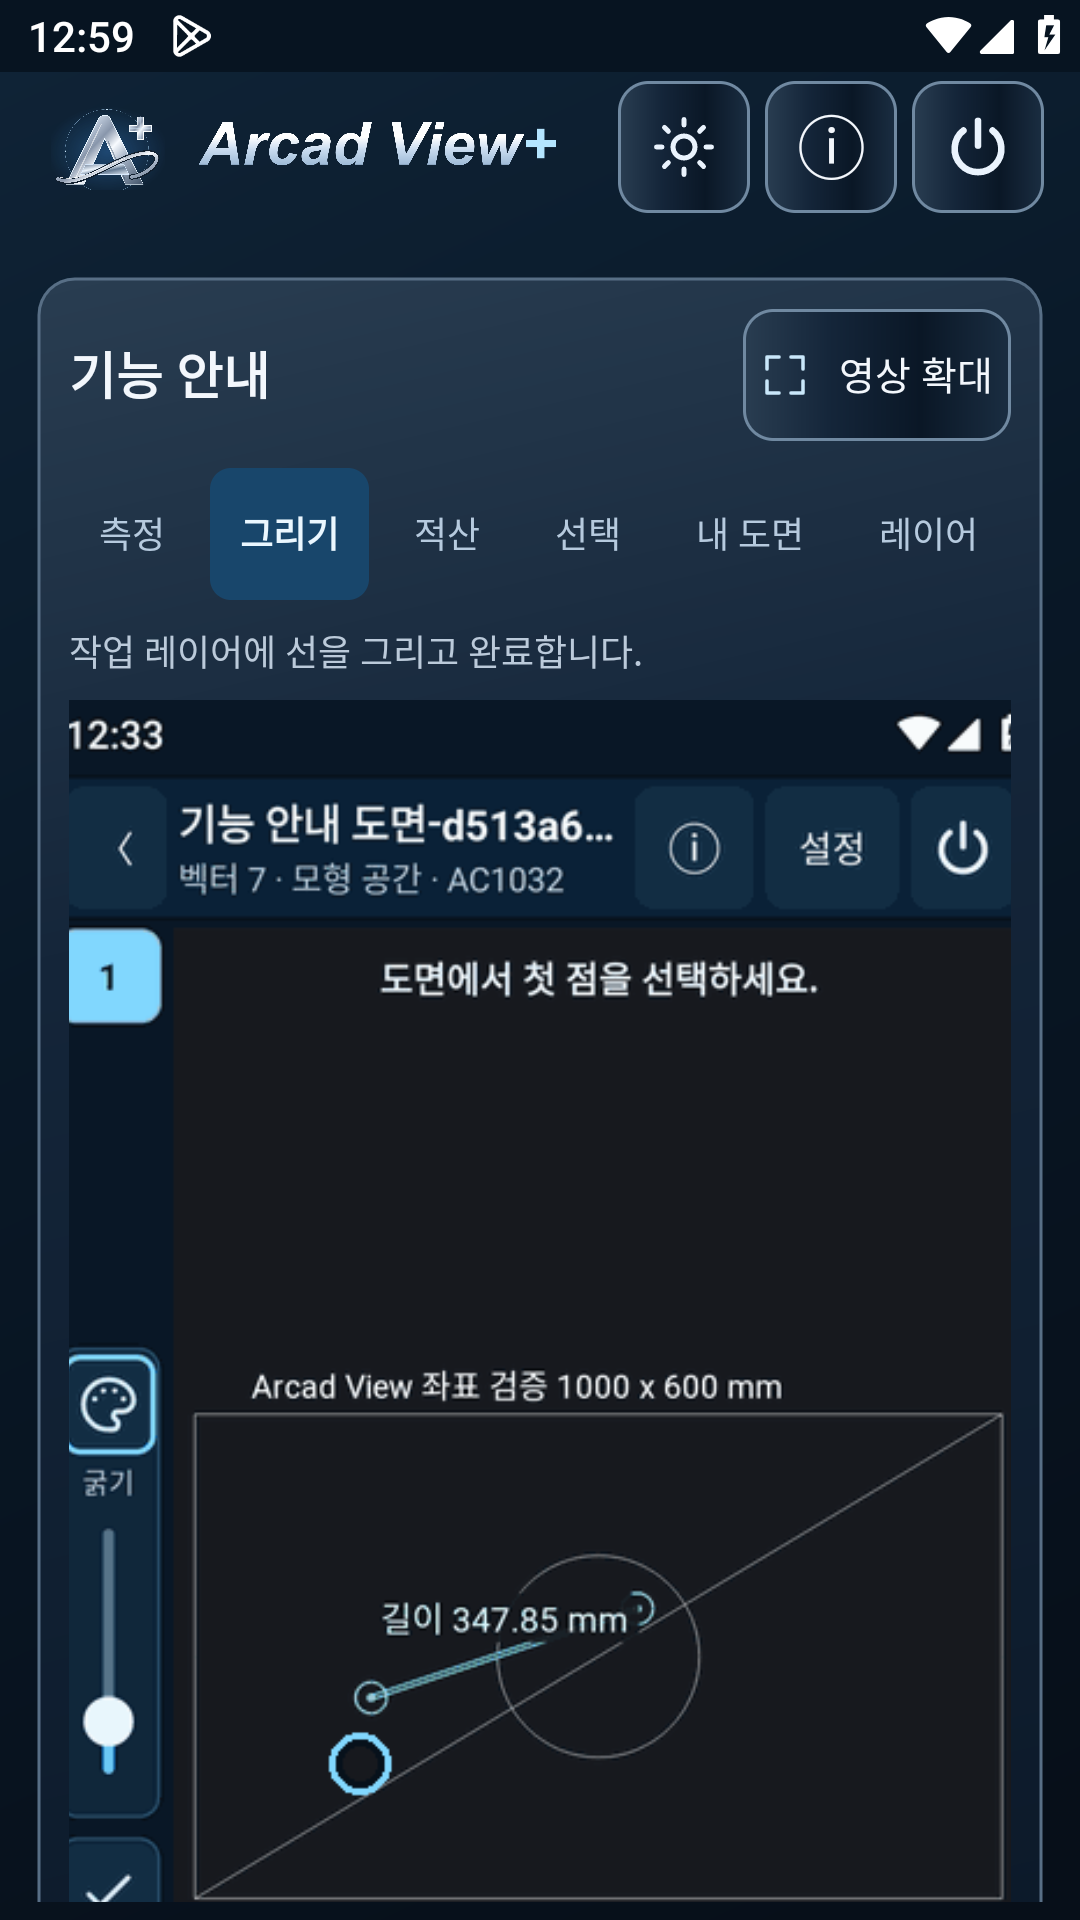 12:59
Arcad View+
기능 안내
영상 확대
측정 그리기 적산 선택 내 도면 레이어
작업 레이어에 선을 그리고 완료합니다.
12:33
기능 안내 도면-d513a6...
벡터 7 · 모형 공간 · AC1032
설정
1
도면에서 첫 점을 선택하세요.
Arcad View 좌표 검증 1000 x 600 mm
굵기
길이 347.85 mm